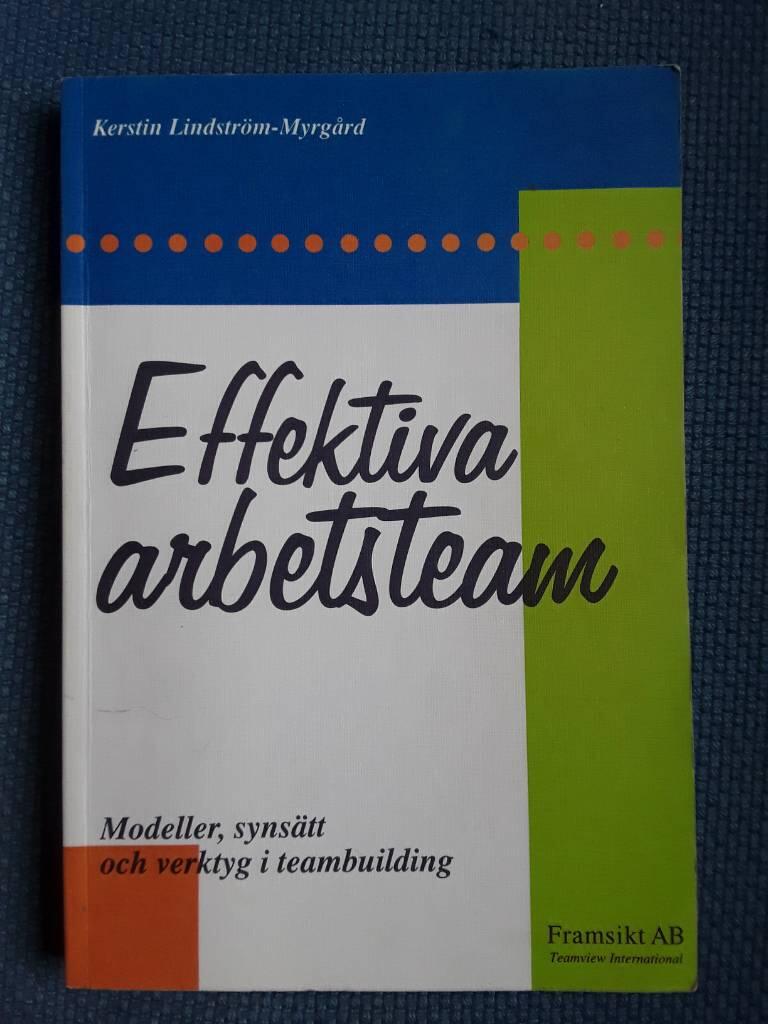 Kerstin Lindström-Myrgård
Effektiva
arbetsteam
Modeller, synsätt
och verktyg i teambuilding
Framsikt AB
Teamview International